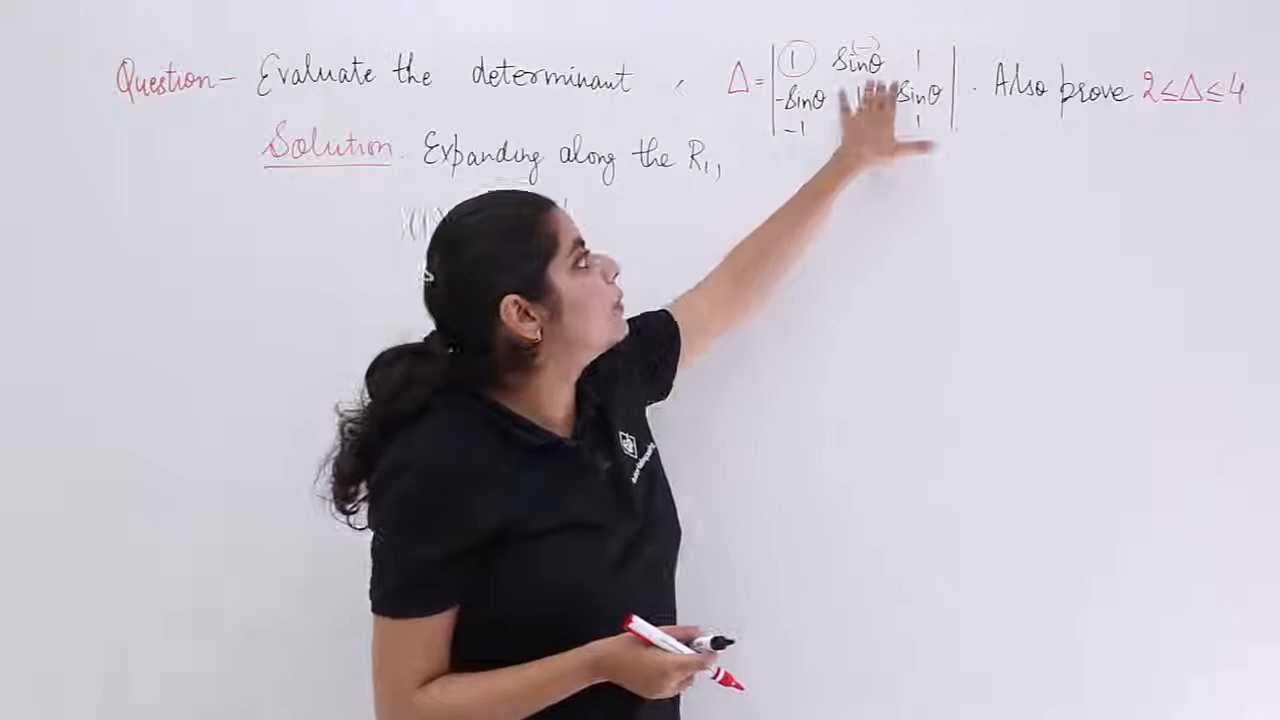 Question - Evaluate the determinant, Δ = | 1 (-) sinθ 1 | . Also prove 2 ≤ Δ ≤ 4
-sinθ 1 sinθ
-1 1
Solution. Expanding along the R₁,